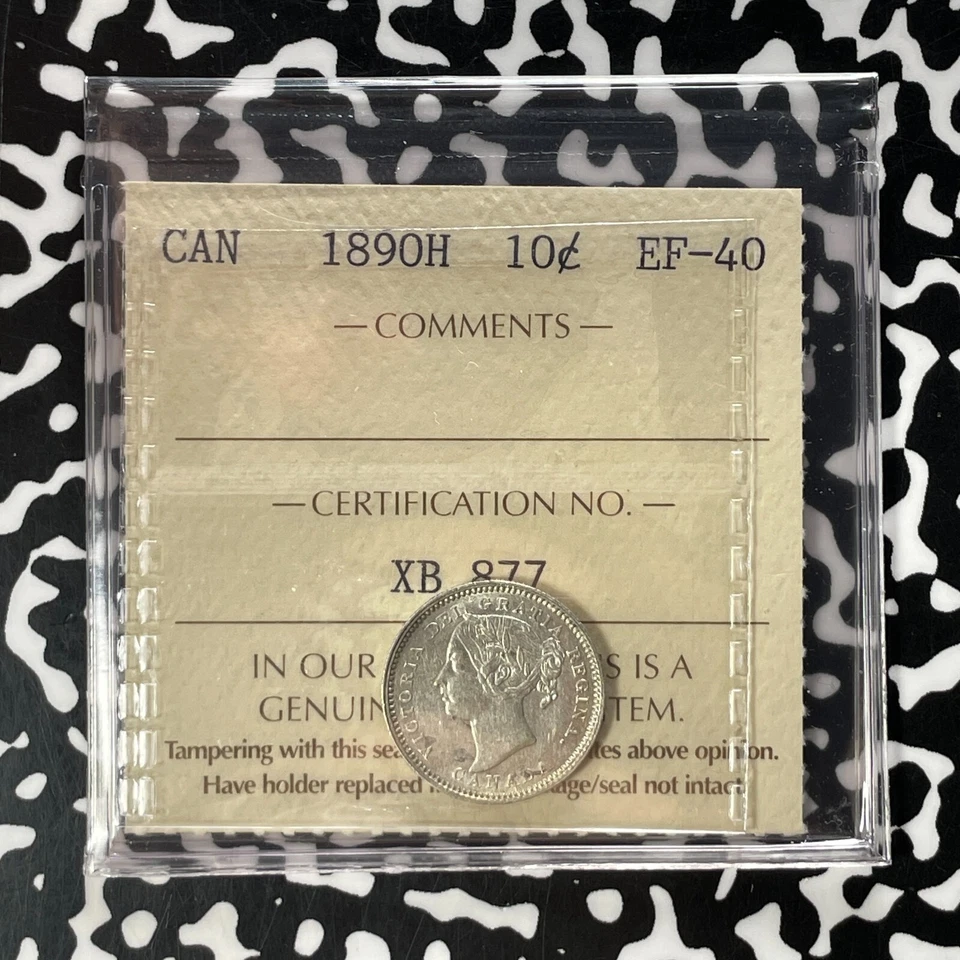 CAN 1890H 10¢ EF-40
— COMMENTS —
— CERTIFICATION NO. —
XB 877
IN OUR S IS A
GENUIN TEM.
Tampering with this sea tes above opinion.
Have holder replaced age/seal not intact
VICTORIA DEI GRATIA REGINA.
CANADA